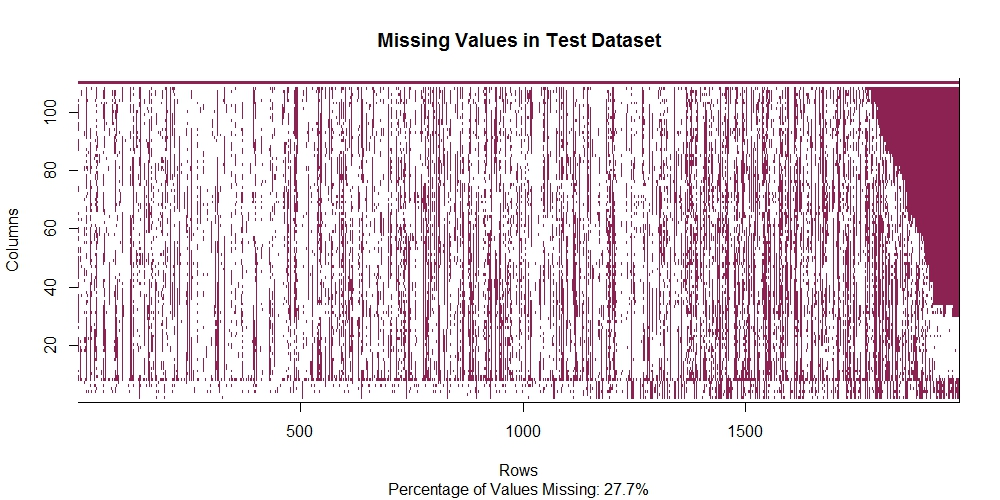 Missing Values in Test Dataset
100
80
60
40
20
Columns
500 1000 1500
Rows
Percentage of Values Missing: 27.7%